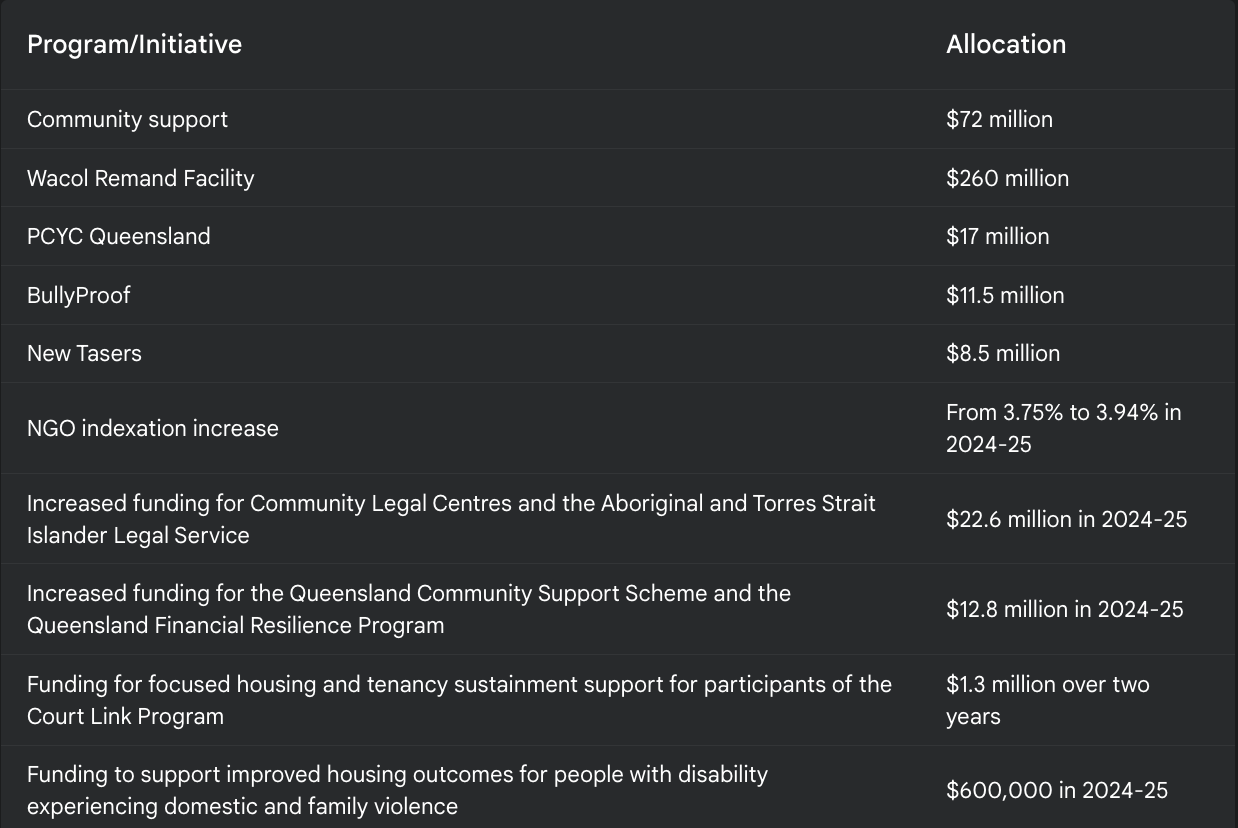 Program/Initiative
Allocation
Community support
$72 million
Wacol Remand Facility
$260 million
PCYC Queensland
$17 million
BullyProof
$11.5 million
New Tasers
$8.5 million
NGO indexation increase
From 3.75% to 3.94% in
2024-25
Increased funding for Community Legal Centres and the Aboriginal and Torres Strait
Islander Legal Service
$22.6 million in 2024-25
Increased funding for the Queensland Community Support Scheme and the
Queensland Financial Resilience Program
$12.8 million in 2024-25
Funding for focused housing and tenancy sustainment support for participants of the
Court Link Program
$1.3 million over two
years
Funding to support improved housing outcomes for people with disability
experiencing domestic and family violence
$600,000 in 2024-25